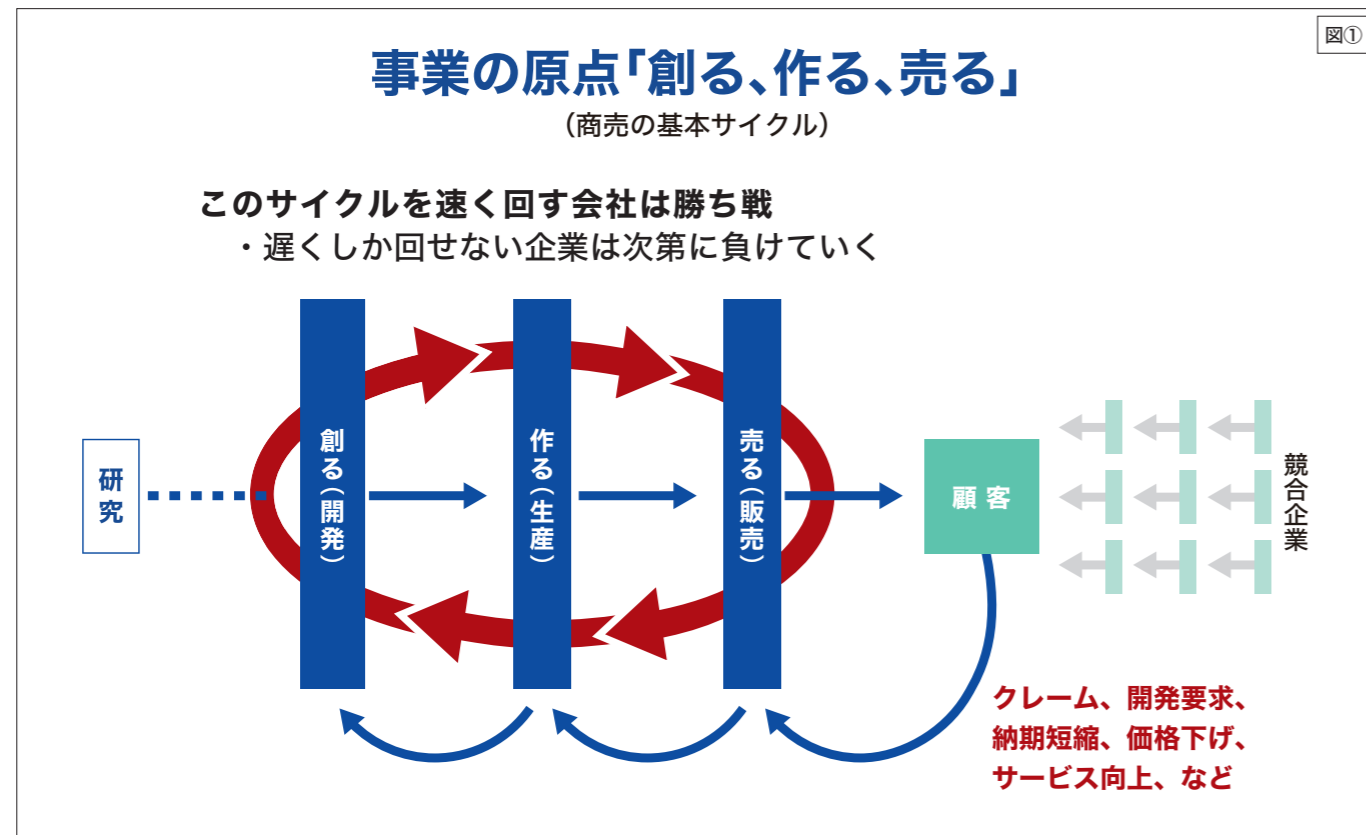 図①
事業の原点「創る、作る、売る」
（商売の基本サイクル）
このサイクルを速く回す会社は勝ち戦
・遅くしか回せない企業は次第に負けていく
研究
創る（開発）
作る（生産）
売る（販売）
顧客
競合企業
クレーム、開発要求、
納期短縮、価格下げ、
サービス向上、など